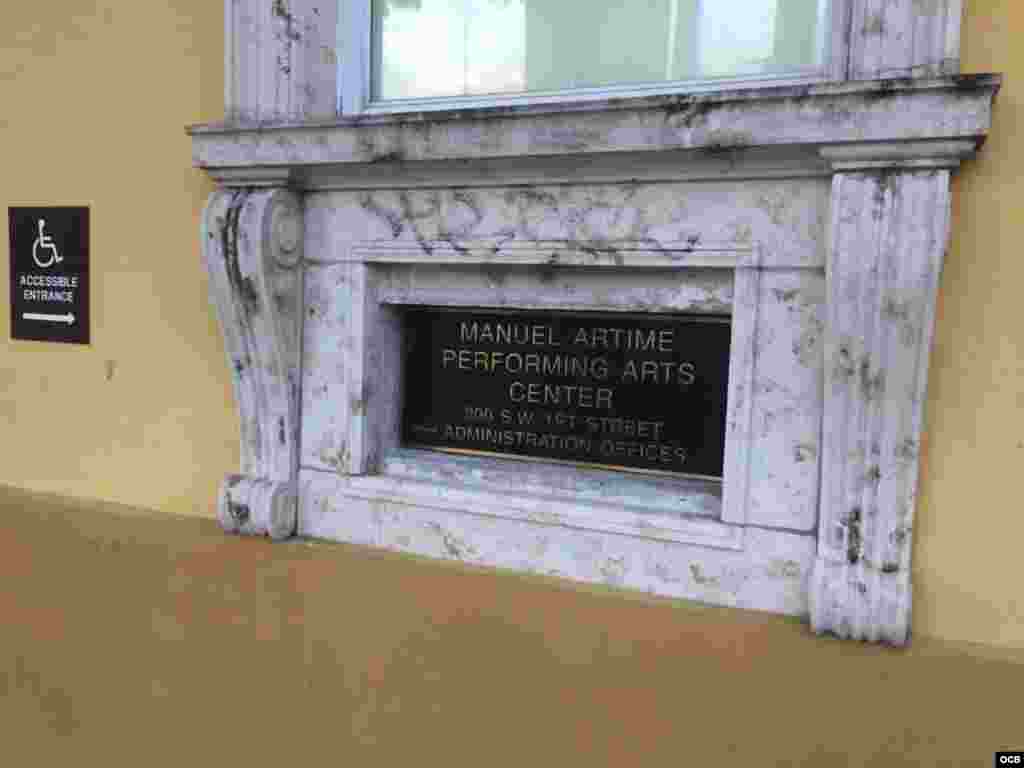 ACCESSIBLE
ENTRANCE
MANUEL ARTIME
PERFORMING ARTS
CENTER
900 S.W. 1ST STREET
ADMINISTRATION OFFICES
OCB